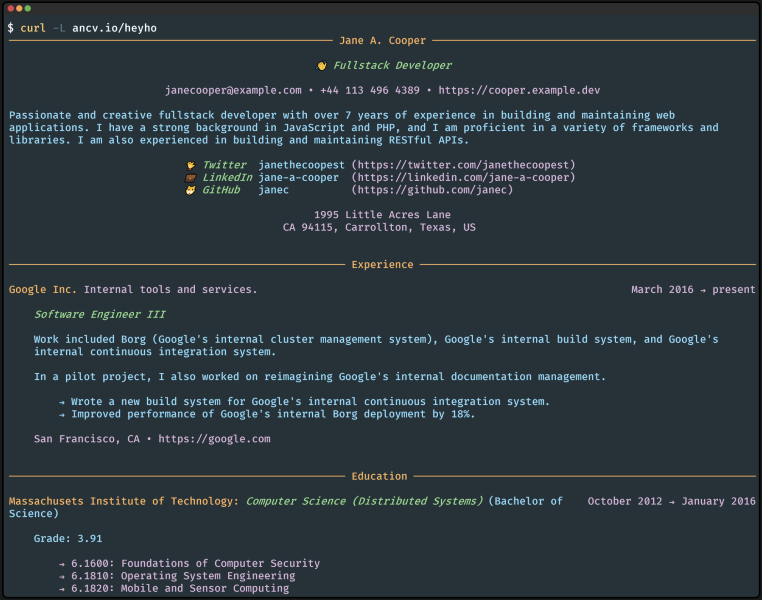 $ curl -L ancv.io/heyho
Jane A. Cooper
Fullstack Developer
janecooper@example.com • +44 113 496 4389 • https://cooper.example.dev
Passionate and creative fullstack developer with over 7 years of experience in building and maintaining web
applications. I have a strong background in JavaScript and PHP, and I am proficient in a variety of frameworks and
libraries. I am also experienced in building and maintaining RESTful APIs.
Twitter janethecoopest (https://twitter.com/janethecoopest)
LinkedIn jane-a-cooper (https://linkedin.com/jane-a-cooper)
GitHub janec (https://github.com/janec)
1995 Little Acres Lane
CA 94115, Carrollton, Texas, US
Experience
Google Inc. Internal tools and services. March 2016 → present
Software Engineer III
Work included Borg (Google's internal cluster management system), Google's internal build system, and Google's
internal continuous integration system.
In a pilot project, I also worked on reimagining Google's internal documentation management.
→ Wrote a new build system for Google's internal continuous integration system.
→ Improved performance of Google's internal Borg deployment by 18%.
San Francisco, CA • https://google.com
Education
Massachusets Institute of Technology: Computer Science (Distributed Systems) (Bachelor of October 2012 → January 2016
Science)
Grade: 3.91
→ 6.1600: Foundations of Computer Security
→ 6.1810: Operating System Engineering
→ 6.1820: Mobile and Sensor Computing